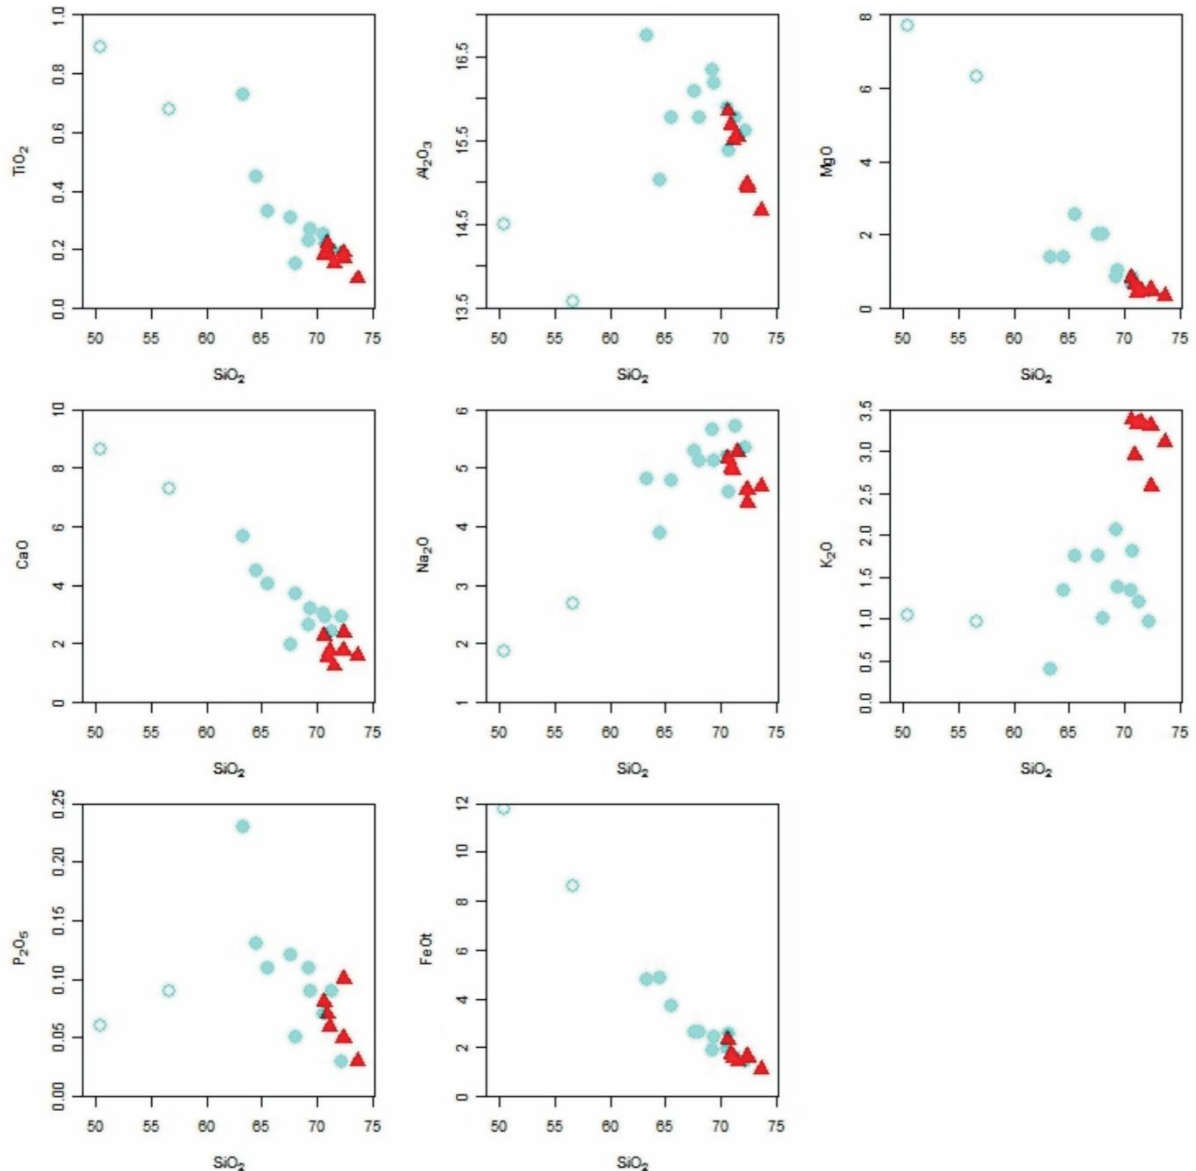 TiO2
0.0 0.2 0.4 0.6 0.8 1.0
50 55 60 65 70 75
SiO2
Al2O3
13.5 14.5 15.5 16.5
50 55 60 65 70 75
SiO2
MgO
0 2 4 6 8
50 55 60 65 70 75
SiO2
CaO
0 2 4 6 8 10
50 55 60 65 70 75
SiO2
Na2O
1 2 3 4 5 6
50 55 60 65 70 75
SiO2
K2O
0.0 0.5 1.0 1.5 2.0 2.5 3.0 3.5
50 55 60 65 70 75
SiO2
P2O5
0.00 0.05 0.10 0.15 0.20 0.25
50 55 60 65 70 75
SiO2
FeOt
0 2 4 6 8 10 12
50 55 60 65 70 75
SiO2